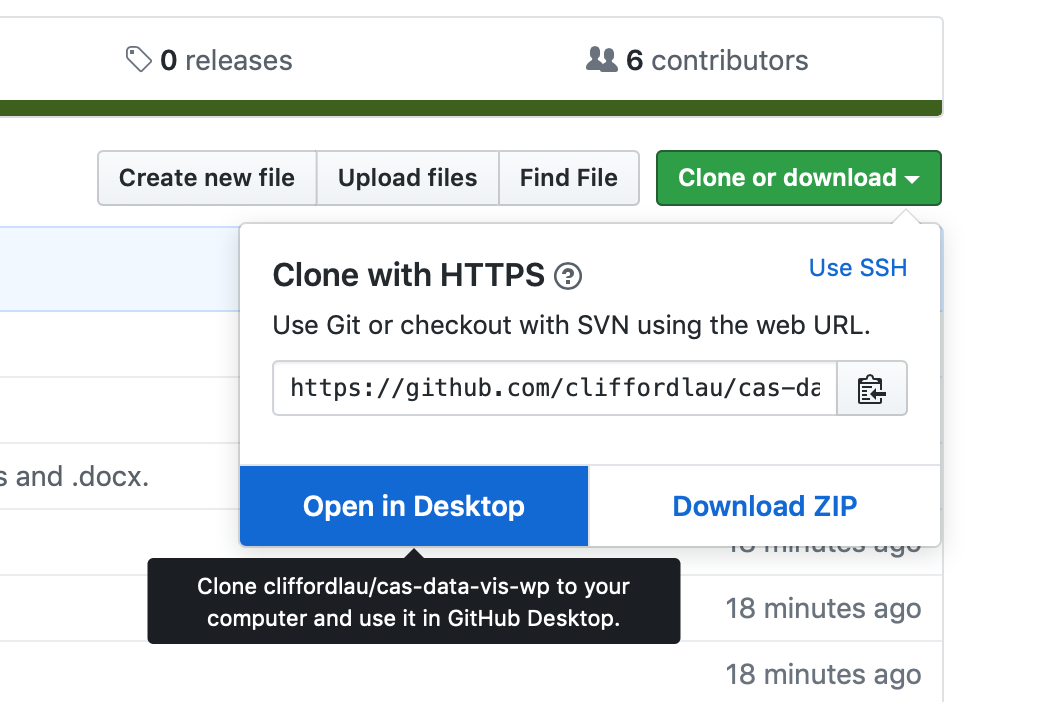 0 releases
6 contributors
Create new file
Upload files
Find File
Clone or download
Clone with HTTPS
Use SSH
Use Git or checkout with SVN using the web URL.
https://github.com/cliffordlau/cas-da
s and .docx.
Open in Desktop
Download ZIP
18 minutes ago
Clone cliffordlau/cas-data-vis-wp to your
computer and use it in GitHub Desktop.
18 minutes ago
18 minutes ago